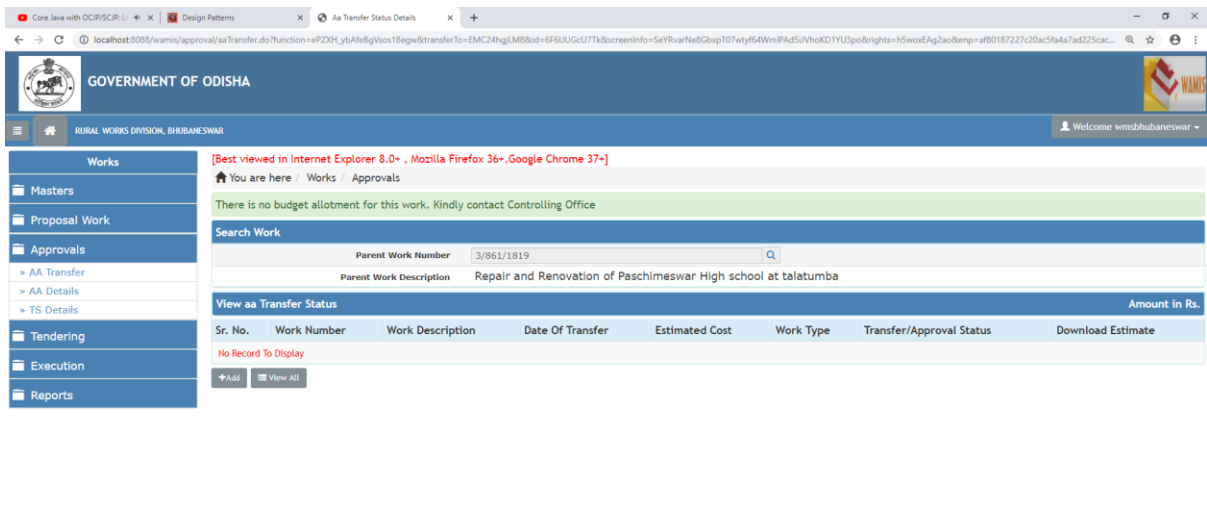 Core Java with OCJP/SCJP: L
Design Patterns
Aa Transfer Status Details
localhost:8088/wamis/approval/aaTransfer.do?function=ePZXH_ybAfeBgVsos18egw&transferTo=EMC24hgjLM8&id=6F6UUGcU7Tk&screenInfo=SeYRvarNe8GbxpT07wtyf64WmIPAd5iJVhoKD1YU3po&rights=h5woxEAg2ao&enp=af80187227c20ac5fa4a7ad225cac...
GOVERNMENT OF ODISHA
WAMIS
RURAL WORKS DIVISION, BHUBANESWAR
Welcome wmsbhubaneswar
Works
Masters
Proposal Work
Approvals
» AA Transfer
» AA Details
» TS Details
Tendering
Execution
Reports
[Best viewed in Internet Explorer 8.0+ , Mozilla Firefox 36+,Google Chrome 37+]
You are here / Works / Approvals
There is no budget allotment for this work. Kindly contact Controlling Office
Search Work
Parent Work Number 3/861/1819
Parent Work Description Repair and Renovation of Paschimeswar High school at talatumba
View aa Transfer Status Amount in Rs.
Sr. No. Work Number Work Description Date Of Transfer Estimated Cost Work Type Transfer/Approval Status Download Estimate
No Record To Display
+Add View All